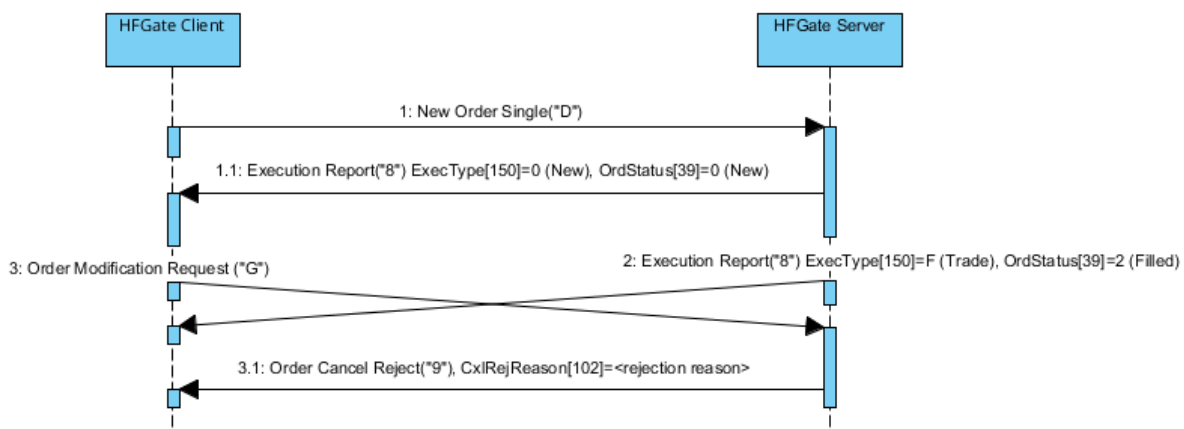 HFGate Client
HFGate Server
1: New Order Single("D")
1.1: Execution Report("8") ExecType[150]=0 (New), OrdStatus[39]=0 (New)
2: Execution Report("8") ExecType[150]=F (Trade), OrdStatus[39]=2 (Filled)
3: Order Modification Request ("G")
3.1: Order Cancel Reject("9"), CxlRejReason[102]=<rejection reason>